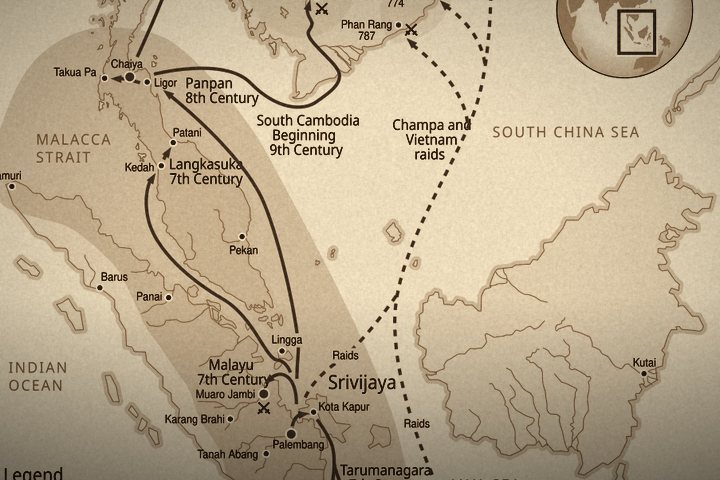 774
Phan Rang
787
Chaiya
Takua Pa
Ligor
Panpan
8th Century
South Cambodia
Beginning
9th Century
Champa and
Vietnam
raids
SOUTH CHINA SEA
MALACCA
STRAIT
Patani
Kedah
Langkasuka
7th Century
Pekan
Barus
Panai
INDIAN
OCEAN
Lingga
Raids
Malayu
7th Century
Muaro Jambi
Srivijaya
Kota Kapur
Kutai
Karang Brahi
Palembang
Raids
Tanah Abang
Tarumanagara
Legend